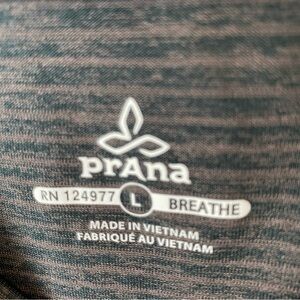 prAna
RN 124977 L BREATHE
MADE IN VIETNAM
FABRIQUÉ AU VIETNAM